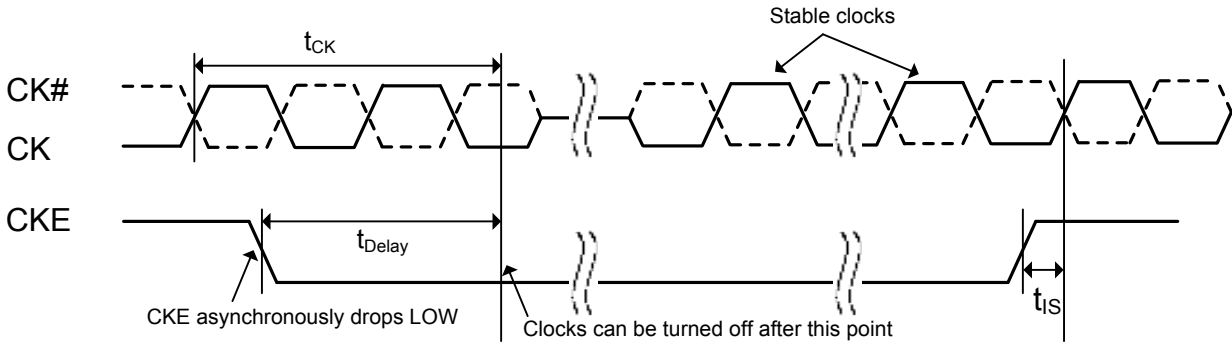 Stable clocks
tCK
CK#
CK
CKE
tDelay
tIS
CKE asynchronously drops LOW
Clocks can be turned off after this point